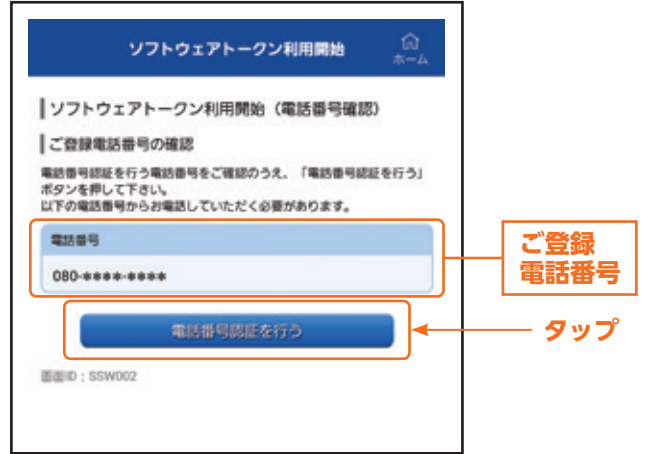 ソフトウェアトークン利用開始
ホーム
ソフトウェアトークン利用開始（電話番号確認）
ご登録電話番号の確認
電話番号認証を行う電話番号をご確認のうえ、「電話番号認証を行う」
ボタンを押して下さい。
以下の電話番号からお電話していただく必要があります。
電話番号
080-****-****
ご登録
電話番号
電話番号認証を行う
タップ
画面ID：SSW002